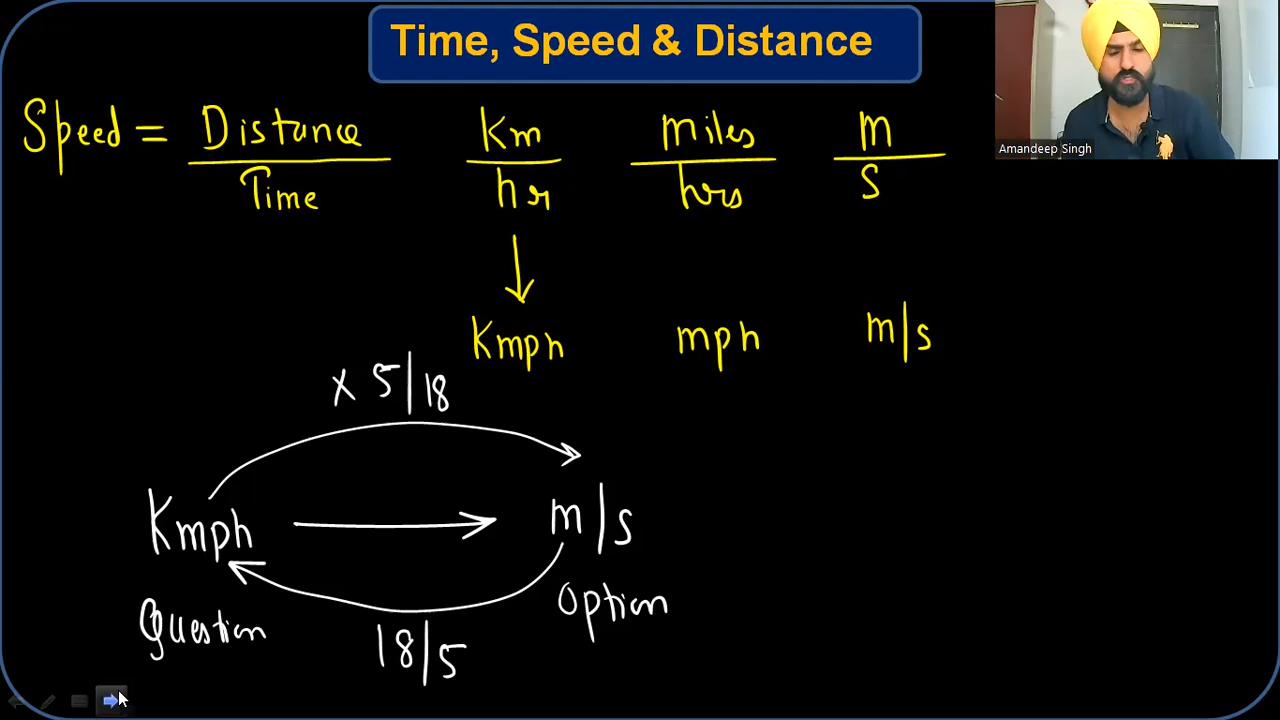 Time, Speed & Distance
Amandeep Singh
Speed = Distance / Time
Km / hr
miles / hrs
m / s
Kmph mph m/s
x 5/18
Kmph m/s
Question Option
18/5